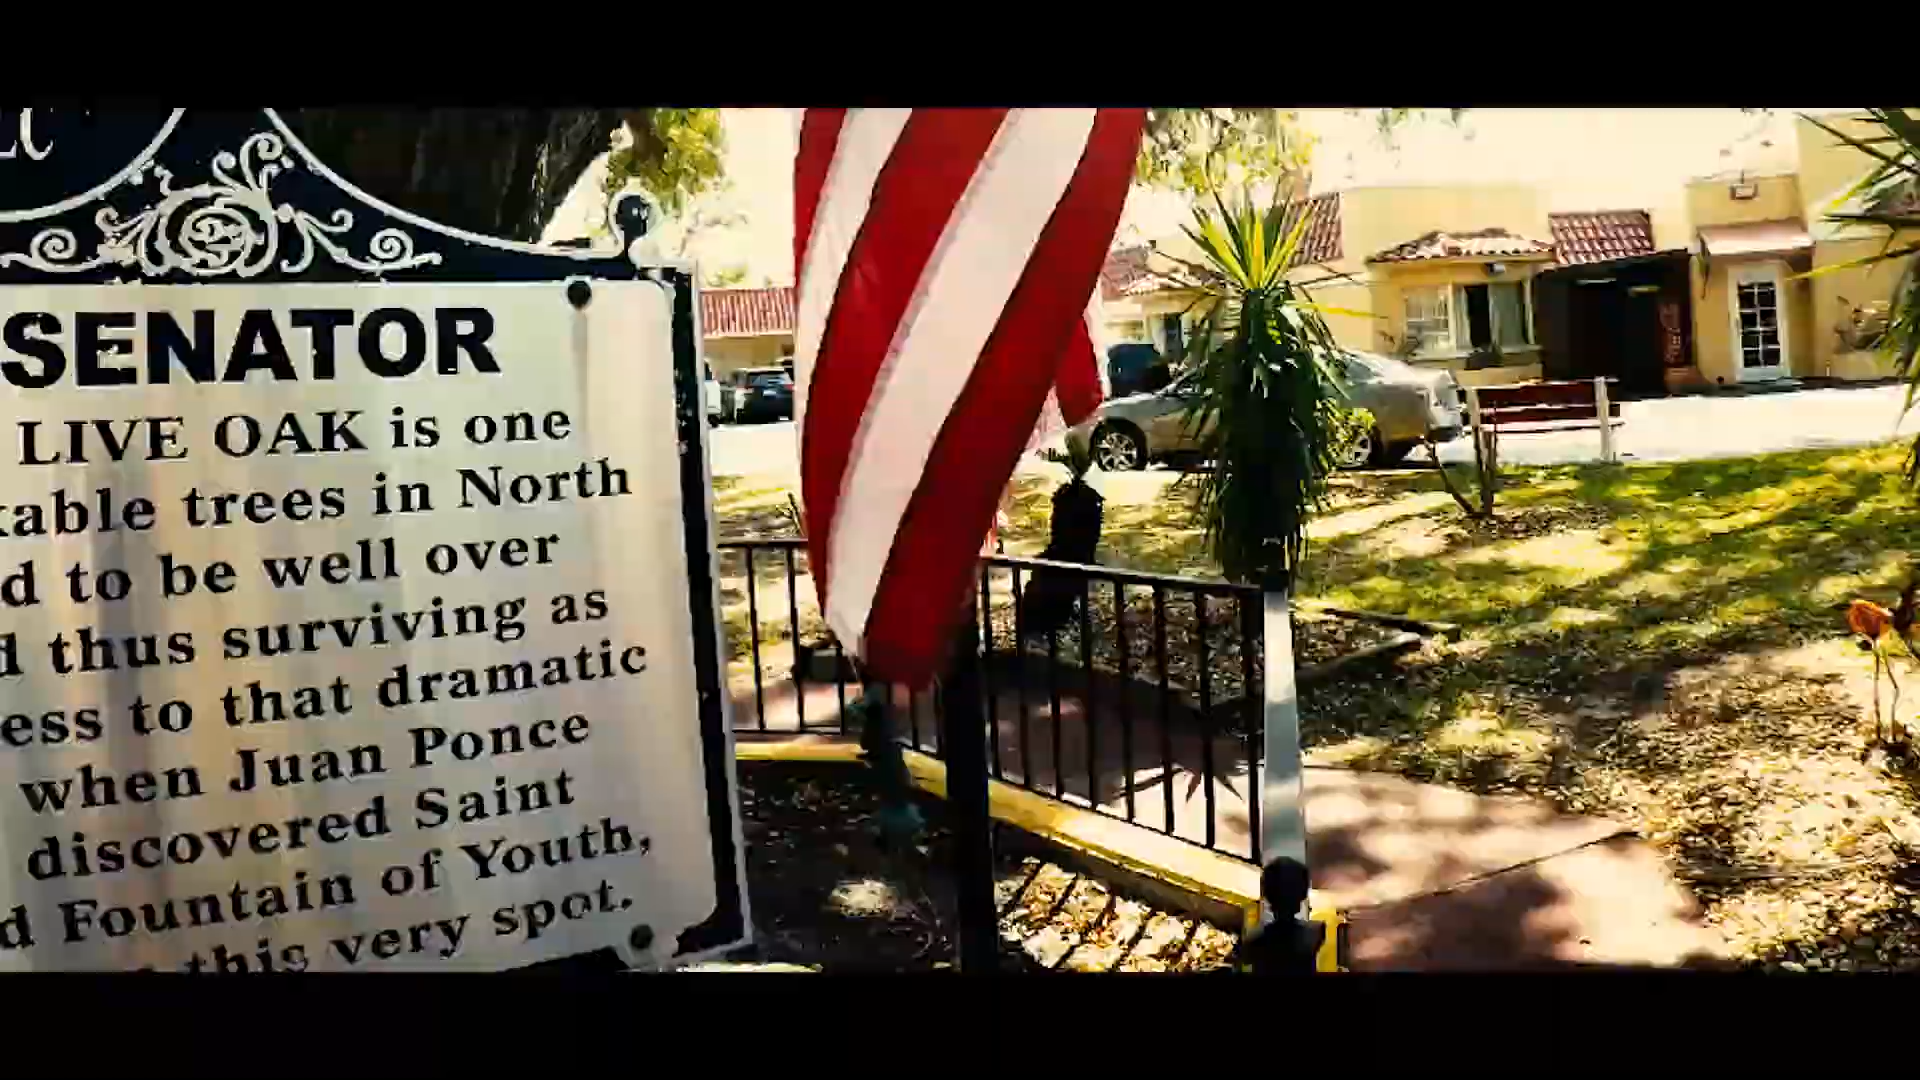 SENATOR
LIVE OAK is one
able trees in North
d to be well over
d thus surviving as
ess to that dramatic
when Juan Ponce
discovered Saint
d Fountain of Youth,
this very spot.